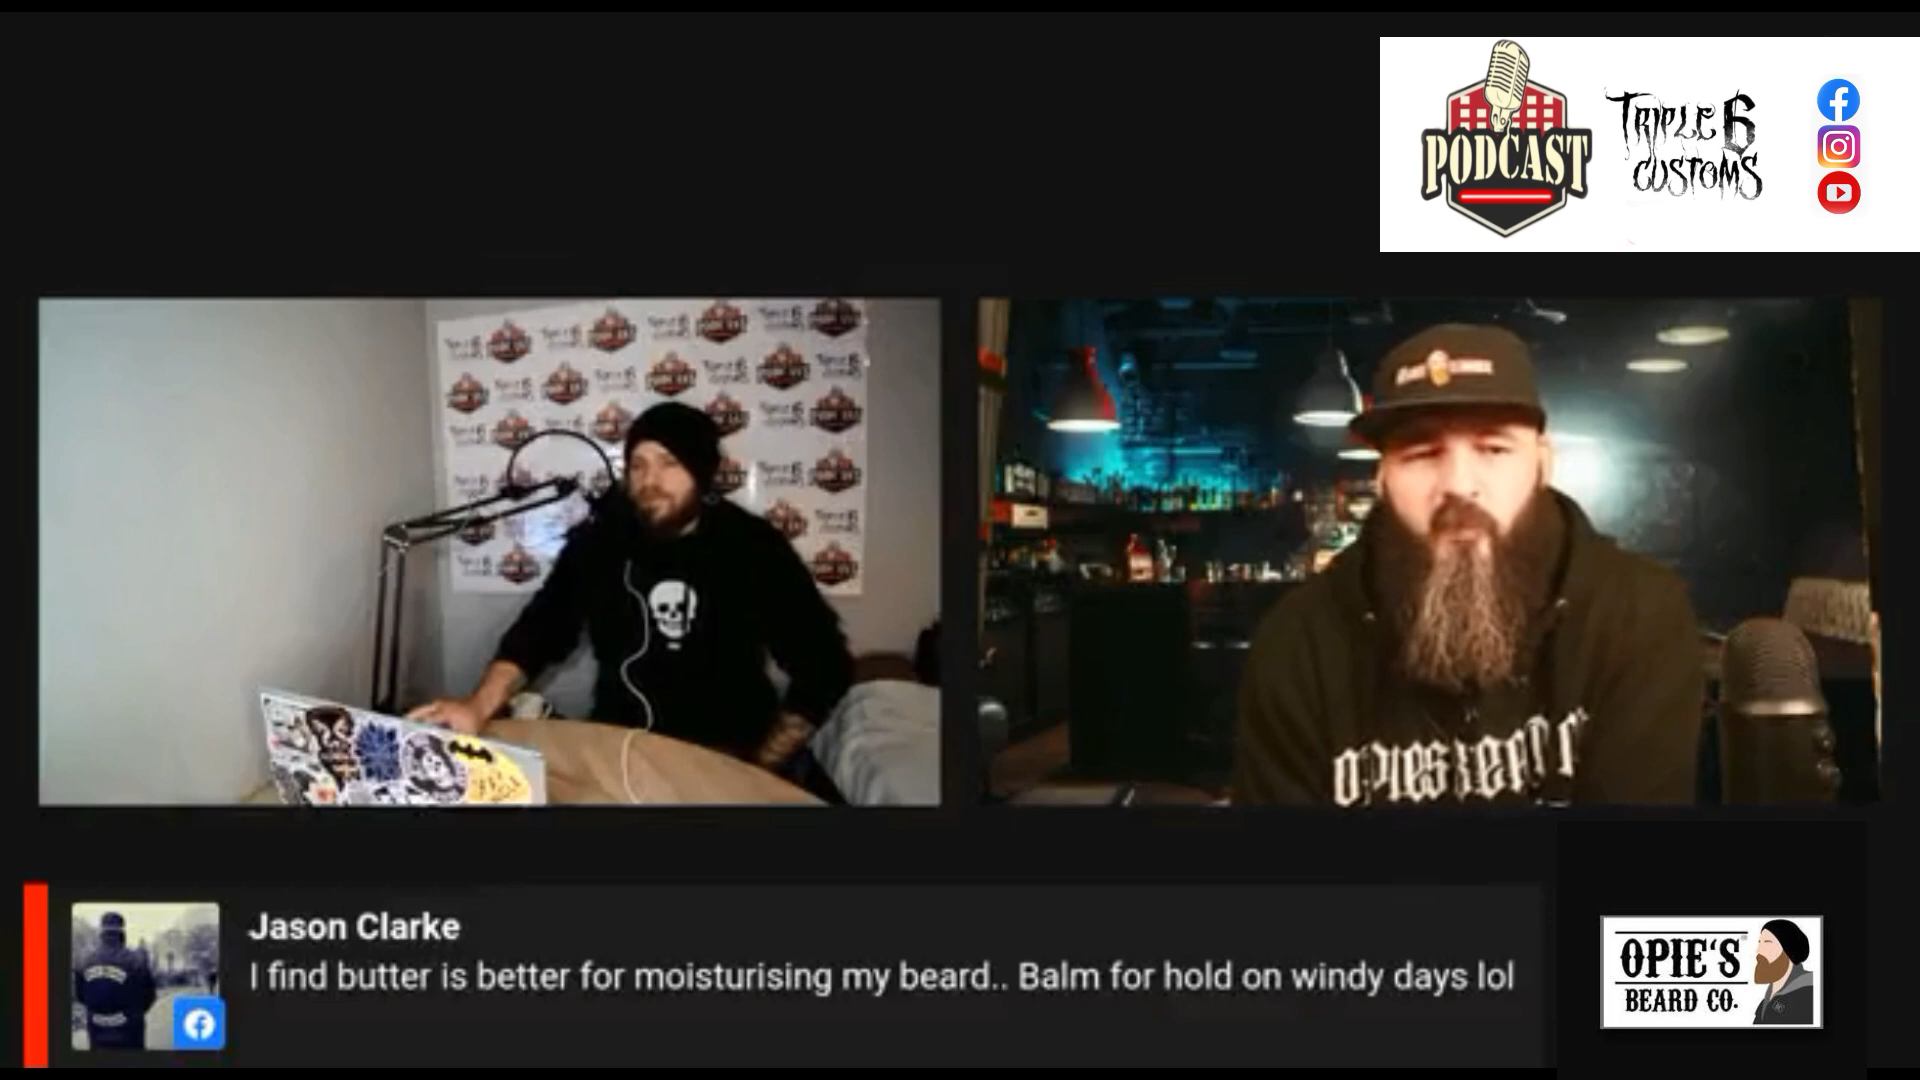 PODCAST
TRIPLE 6
CUSTOMS
Jason Clarke
I find butter is better for moisturising my beard.. Balm for hold on windy days lol
OPIE'S
BEARD CO.